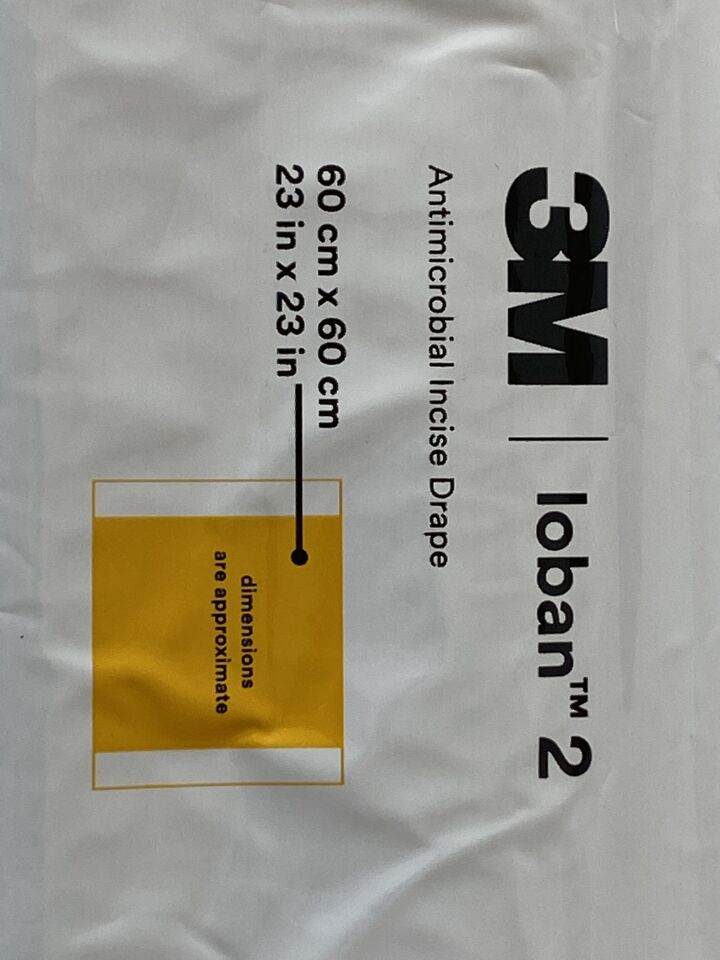 3M | Ioban™ 2
Antimicrobial Incise Drape
60 cm x 60 cm
23 in x 23 in
dimensions
are approximate